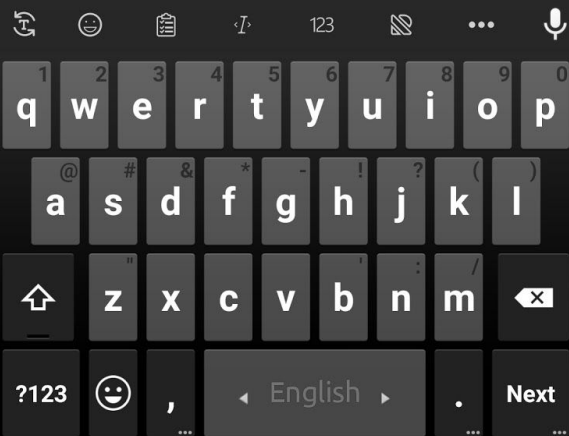 123
1 2 3 4 5 6 7 8 9 0
q w e r t y u i o p
@ # & * - ! ? ( )
a s d f g h j k l
" ' : /
z x c v b n m
?123 , English . Next